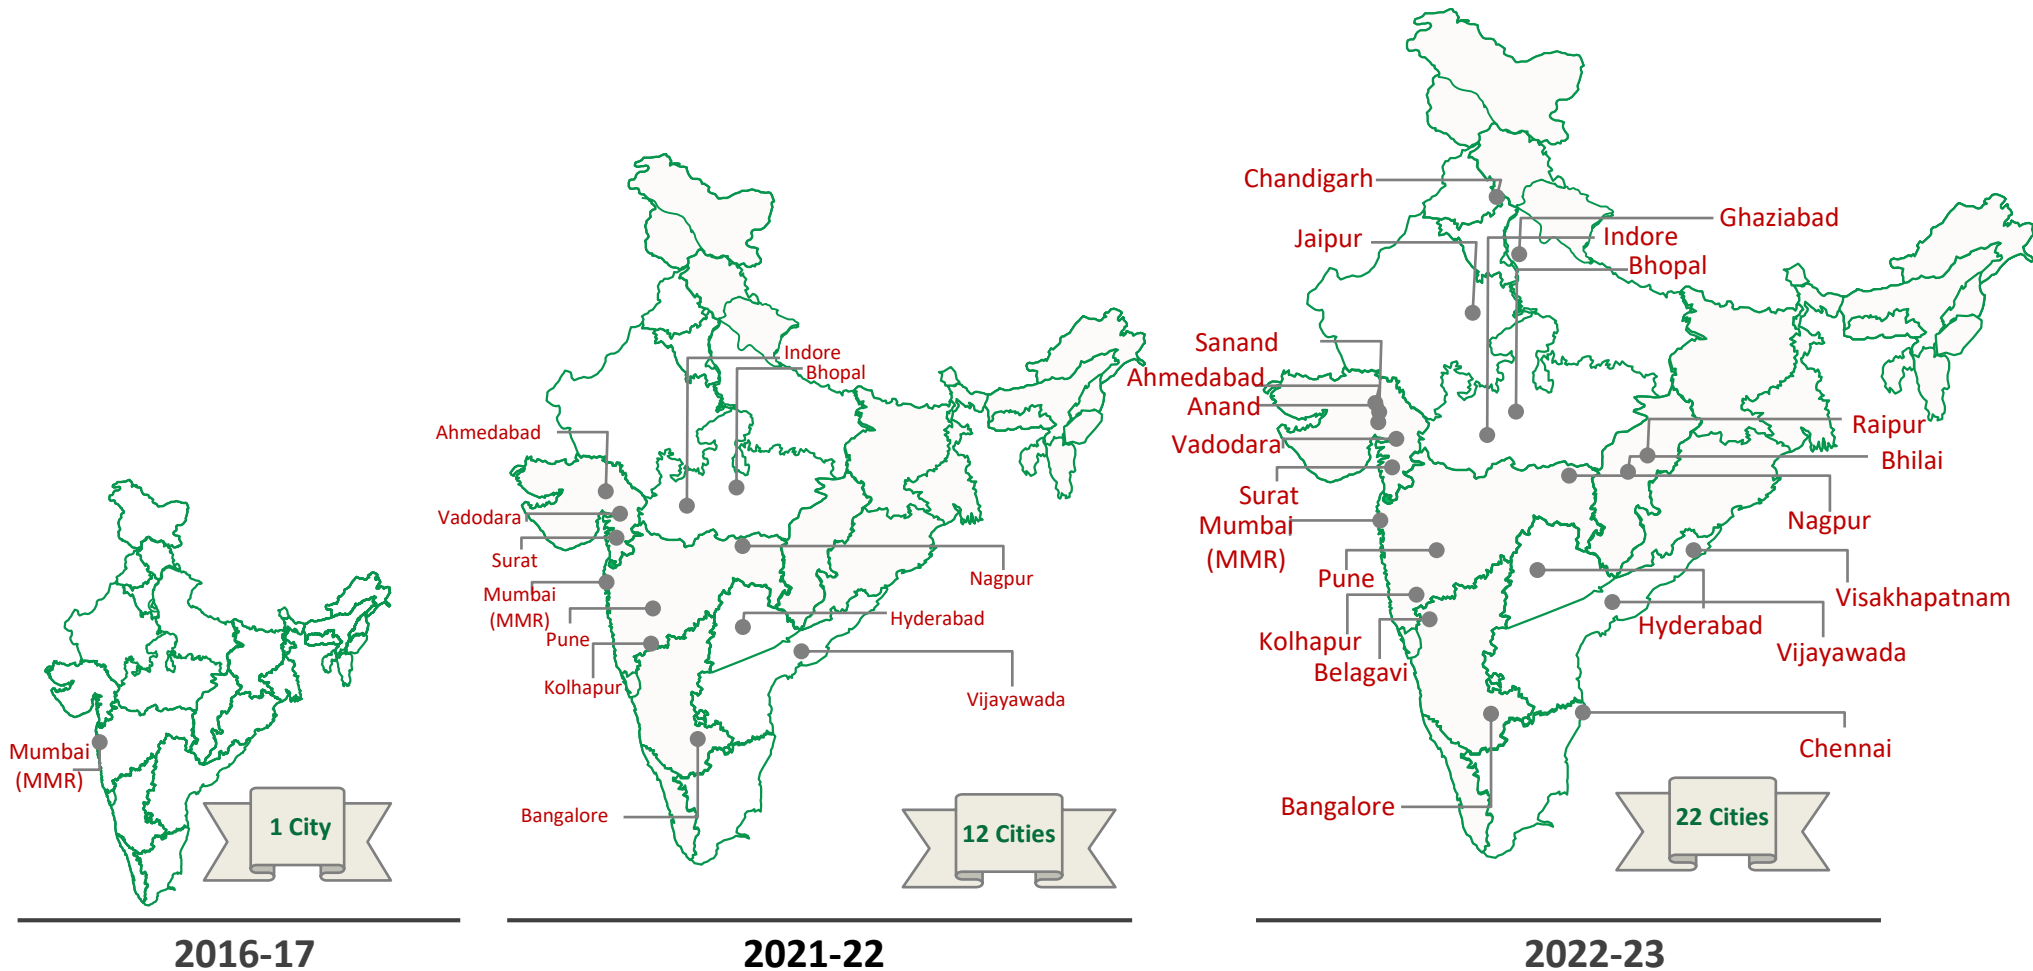 Mumbai
(MMR)
1 City
2016-17
Indore
Bhopal
Ahmedabad
Vadodara
Surat
Mumbai
(MMR)
Pune
Kolhapur
Nagpur
Hyderabad
Vijayawada
Bangalore
12 Cities
2021-22
Chandigarh
Ghaziabad
Jaipur
Indore
Bhopal
Sanand
Ahmedabad
Anand
Vadodara
Surat
Mumbai
(MMR)
Pune
Kolhapur
Belagavi
Raipur
Bhilai
Nagpur
Visakhapatnam
Hyderabad
Vijayawada
Chennai
Bangalore
22 Cities
2022-23